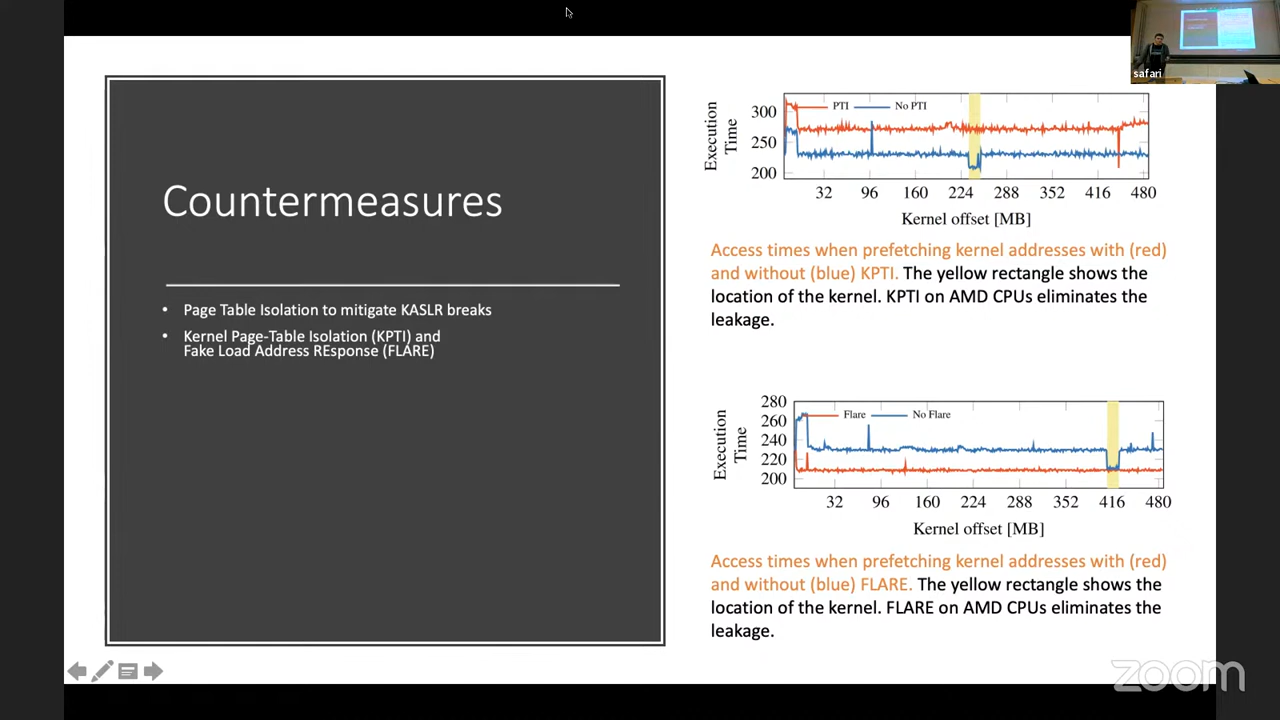 safari
Countermeasures
• Page Table Isolation to mitigate KASLR breaks
• Kernel Page-Table Isolation (KPTI) and
Fake Load Address REsponse (FLARE)
PTI No PTI
Execution
Time
300
250
200
32 96 160 224 288 352 416 480
Kernel offset [MB]
Access times when prefetching kernel addresses with (red)
and without (blue) KPTI. The yellow rectangle shows the
location of the kernel. KPTI on AMD CPUs eliminates the
leakage.
Flare No Flare
Execution
Time
280
260
240
220
200
32 96 160 224 288 352 416 480
Kernel offset [MB]
Access times when prefetching kernel addresses with (red)
and without (blue) FLARE. The yellow rectangle shows the
location of the kernel. FLARE on AMD CPUs eliminates the
leakage.
zoom